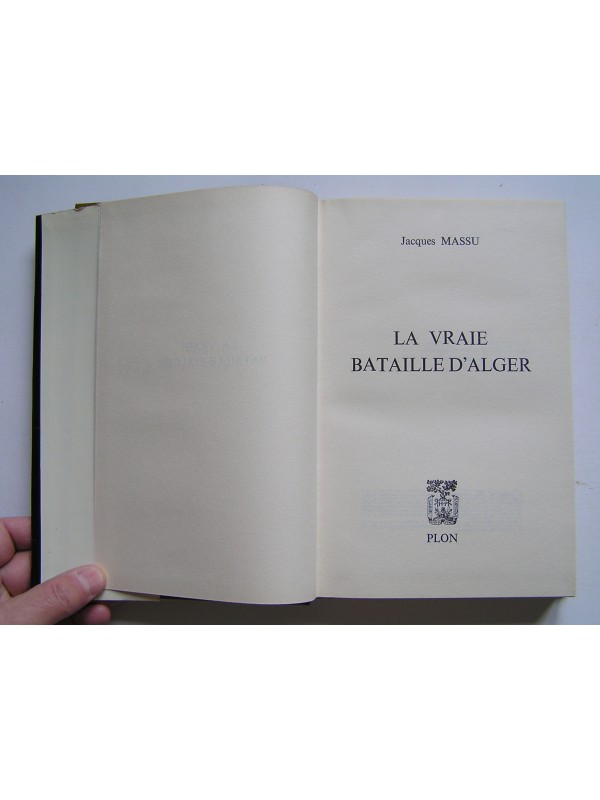 Jacques MASSU
LA VRAIE
BATAILLE D'ALGER
PLON